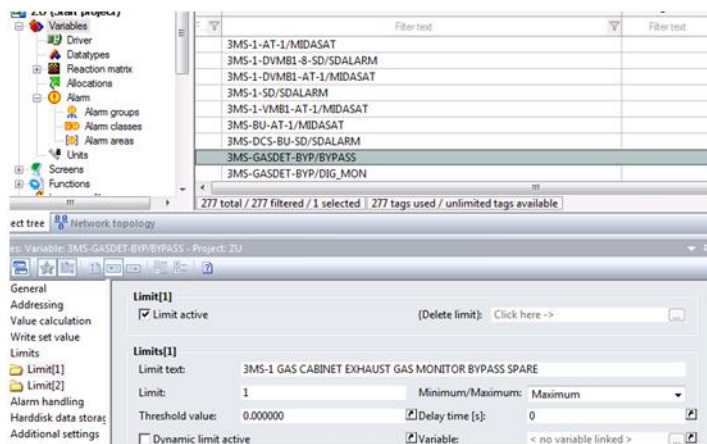 ZU (Start project)
Variables
Driver
Datatypes
Reaction matrix
Allocations
Alarm
Alarm groups
Alarm classes
Alarm areas
Units
Screens
Functions
Filter text
Filter text
3MS-1-AT-1/MIDASAT
3MS-1-DVMB1-8-SD/SDALARM
3MS-1-DVMB1-AT-1/MIDASAT
3MS-1-SD/SDALARM
3MS-1-VMB1-AT-1/MIDASAT
3MS-BU-AT-1/MIDASAT
3MS-DCS-BU-SD/SDALARM
3MS-GASDET-BYP/BYPASS
3MS-GASDET-BYP/DIG_MON
277 total / 277 filtered / 1 selected 277 tags used / unlimited tags available
ect tree Network topology
es: Variable: 3MS-GASDET-BYP/BYPASS - Project: ZU
General
Addressing
Value calculation
Write set value
Limits
Limit[1]
Limit[2]
Alarm handling
Harddisk data storag
Additional settings
Limit[1]
Limit active (Delete limit): Click here -> ...
Limits[1]
Limit text: 3MS-1 GAS CABINET EXHAUST GAS MONITOR BYPASS SPARE
Limit: 1 Minimum/Maximum: Maximum
Threshold value: 0.000000 Delay time [s]: 0
Dynamic limit active Variable: < no variable linked > ...